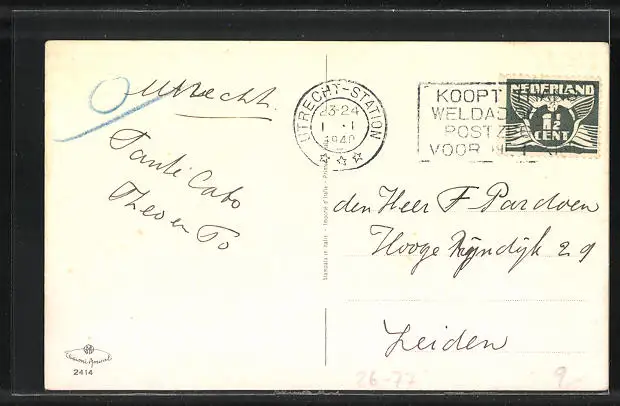 Utrecht.
Tante Cato
Theo en To
2414
UTRECHT-STATION
23-24
1 1
1940
KOOPT
WELDAD
POSTZE
VOOR
NEDERLAND
1½
CENT
den Heer F Pardoen
Hooge Rijndijk 29
Leiden
26-77
9